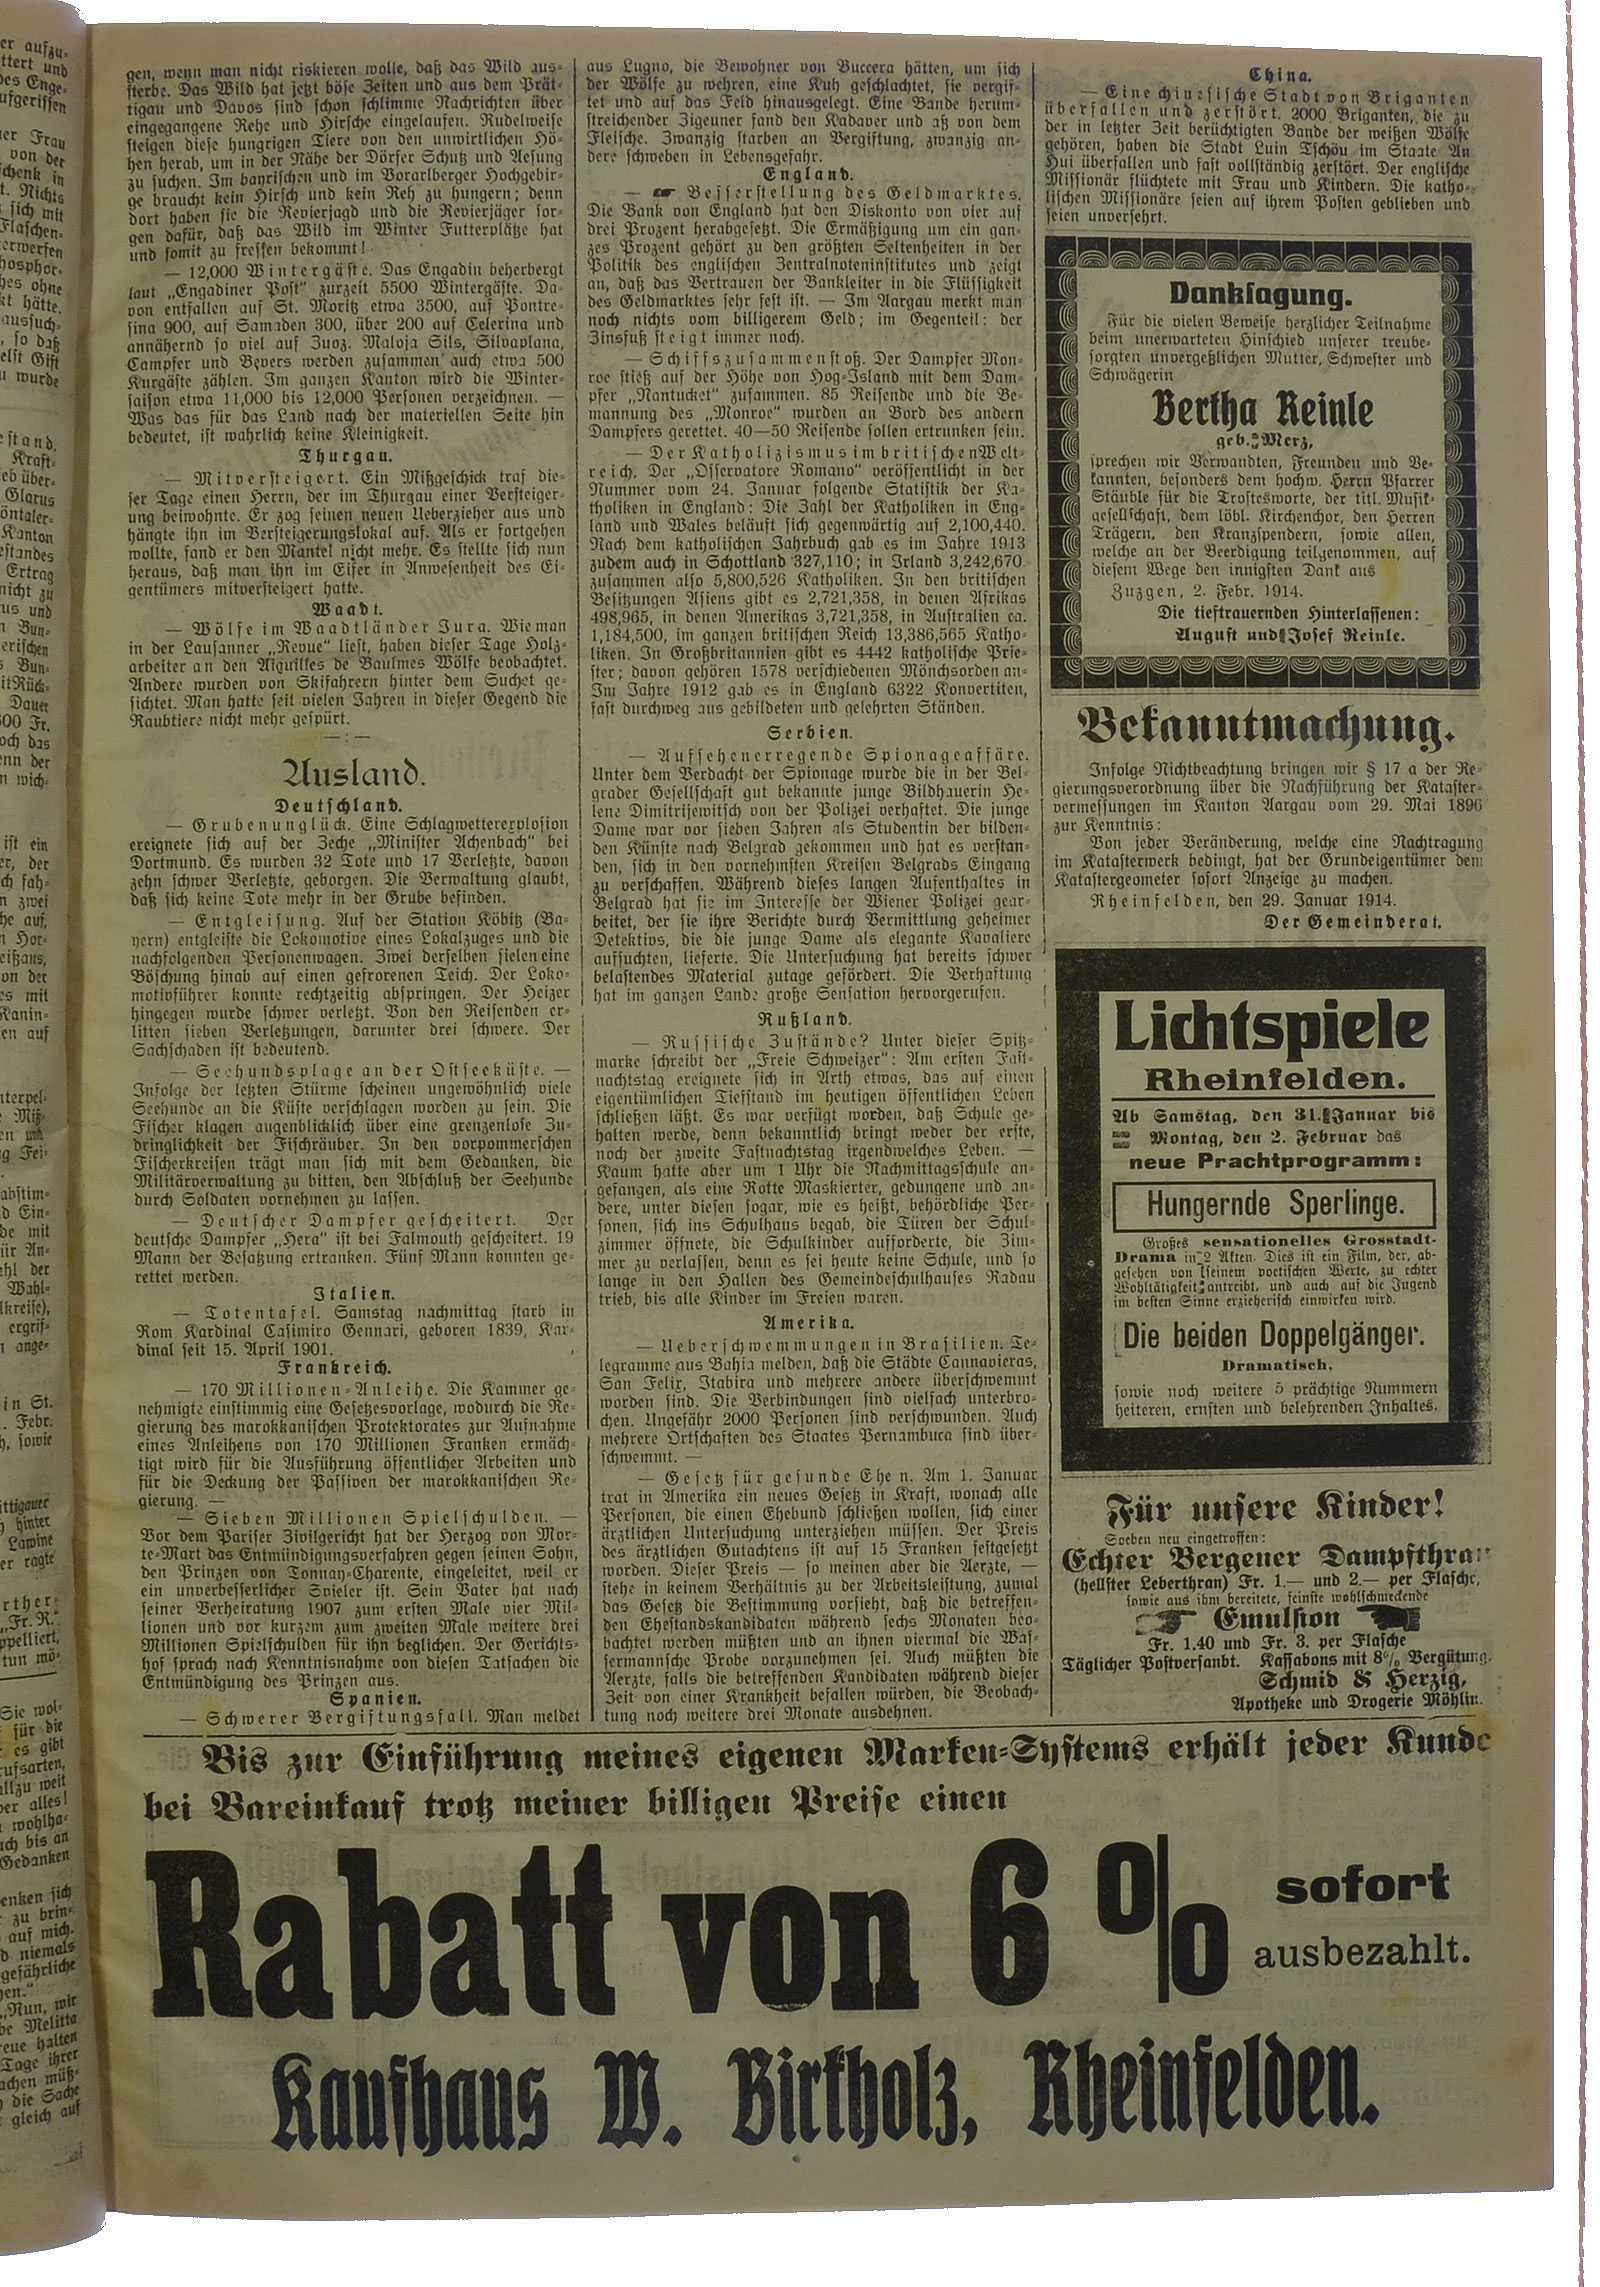 gen, wenn man nicht riskieren wolle, daß das Wild aus-
sterbe. Das Wild hat jetzt böse Zeiten und aus dem Prät-
tigau und Davos sind schon schlimme Nachrichten über
eingegangene Rehe und Hirsche eingelaufen. Rudelweise
steigen diese hungrigen Tiere von den unwirtlichen Hö-
hen herab, um in der Nähe der Dörfer Schutz und Aesung
zu suchen. Im bayrischen und im Vorarlberger Hochgebir-
ge braucht kein Hirsch und kein Reh zu hungern; denn
dort haben sie die Revierjagd und die Revierjäger sor-
gen dafür, daß das Wild im Winter Futterplätze hat
und somit zu fressen bekommt!
— 12,000 Wintergäste. Das Engadin beherbergt
laut „Engadiner Post“ zurzeit 5500 Wintergäste. Da-
von entfallen auf St. Moritz etwa 3500, auf Pontre-
sina 900, auf Samaden 300, über 200 auf Celerina und
annähernd so viel auf Zuoz. Maloja Sils, Silvaplana,
Campfer und Bevers werden zusammen auch etwa 500
Kurgäste zählen. Im ganzen Kanton wird die Winter-
saison etwa 11,000 bis 12,000 Personen verzeichnen. —
Was das für das Land nach der materiellen Seite hin
bedeutet, ist wahrlich keine Kleinigkeit.
Thurgau.
— Mitversteigert. Ein Mißgeschick traf die-
ser Tage einen Herrn, der im Thurgau einer Versteiger-
ung beiwohnte. Er zog seinen neuen Ueberzieher aus und
hängte ihn im Versteigerungslokal auf. Als er fortgehen
wollte, fand er den Mantel nicht mehr. Es stellte sich nun
heraus, daß man ihn im Eifer in Anwesenheit des Ei-
gentümers mitversteigert hatte.
Waadt.
— Wölfe im Waadtländer Jura. Wie man
in der Lausanner „Revue“ liest, haben dieser Tage Holz-
arbeiter an den Aiguilles de Baulmes Wölfe beobachtet.
Andere wurden von Skifahrern hinter dem Suchet ge-
sichtet. Man hatte seit vielen Jahren in dieser Gegend die
Raubtiere nicht mehr gespürt.
—:—
Ausland.
Deutschland.
— Grubenunglück. Eine Schlagwetterexplosion
ereignete sich auf der Zeche „Minister Achenbach“ bei
Dortmund. Es wurden 32 Tote und 17 Verletzte, davon
zehn schwer Verletzte, geborgen. Die Verwaltung glaubt,
daß sich keine Tote mehr in der Grube befinden.
— Entgleisung. Auf der Station Köbitz (Ba-
yern) entgleiste die Lokomotive eines Lokalzuges und die
nachfolgenden Personenwagen. Zwei derselben fielen eine
Böschung hinab auf einen gefrorenen Teich. Der Loko-
motivführer konnte rechtzeitig abspringen. Der Heizer
hingegen wurde schwer verletzt. Von den Reisenden er-
litten sieben Verletzungen, darunter drei schwere. Der
Sachschaden ist bedeutend.
— Seehundsplage an der Ostseeküste. —
Infolge der letzten Stürme scheinen ungewöhnlich viele
Seehunde an die Küste verschlagen worden zu sein. Die
Fischer klagen augenblicklich über eine grenzenlose Zu-
dringlichkeit der Fischräuber. In den vorpommerschen
Fischerkreisen trägt man sich mit dem Gedanken, die
Militärverwaltung zu bitten, den Abschluß der Seehunde
durch Soldaten vornehmen zu lassen.
— Deutscher Dampfer gescheitert. Der
deutsche Dampfer „Hera“ ist bei Falmouth gescheitert. 19
Mann der Besatzung ertranken. Fünf Mann konnten ge-
rettet werden.
Italien.
— Totentafel. Samstag nachmittag starb in
Rom Kardinal Casimiro Gennari, geboren 1839, Kar-
dinal seit 15. April 1901.
Frankreich.
— 170 Millionen-Anleihe. Die Kammer ge-
nehmigte einstimmig eine Gesetzesvorlage, wodurch die Re-
gierung des marokkanischen Protektorates zur Aufnahme
eines Anleihens von 170 Millionen Franken ermäch-
tigt wird für die Ausführung öffentlicher Arbeiten und
für die Deckung der Passiven der marokkanischen Re-
gierung. —
— Sieben Millionen Spielschulden. —
Vor dem Pariser Zivilgericht hat der Herzog von Mor-
te-Mart das Entmündigungsverfahren gegen seinen Sohn,
den Prinzen von Tonnay-Charente, eingeleitet, weil er
ein unverbesserlicher Spieler ist. Sein Vater hat nach
seiner Verheiratung 1907 zum ersten Male vier Mil-
lionen und vor kurzem zum zweiten Male weitere drei
Millionen Spielschulden für ihn beglichen. Der Gerichts-
hof sprach nach Kenntnisnahme von diesen Tatsachen die
Entmündigung des Prinzen aus.
Spanien.
— Schwerer Vergiftungsfall. Man meldet
aus Lugno, die Bewohner von Buccera hätten, um sich
der Wölfe zu wehren, eine Kuh geschlachtet, sie vergif-
tet und auf das Feld hinausgelegt. Eine Bande herum-
streichender Zigeuner fand den Kadaver und aß von dem
Fleische. Zwanzig starben an Vergiftung, zwanzig an-
dere schweben in Lebensgefahr.
England.
— ☛ Besserstellung des Geldmarktes.
Die Bank von England hat den Diskonto von vier auf
drei Prozent herabgesetzt. Die Ermäßigung um ein gan-
zes Prozent gehört zu den größten Seltenheiten in der
Politik des englischen Zentralnoteninstitutes und zeigt
an, daß das Vertrauen der Bankleiter in die Flüssigkeit
des Geldmarktes sehr fest ist. — Im Aargau merkt man
noch nichts vom billigerem Geld; im Gegenteil: der
Zinsfuß steigt immer noch.
— Schiffszusammenstoß. Der Dampfer Mon-
roe stieß auf der Höhe von Hog-Island mit dem Dam-
pfer „Nantucket“ zusammen. 85 Reisende und die Be-
mannung des „Monroe“ wurden an Bord des andern
Dampfers gerettet. 40—50 Reisende sollen ertrunken sein.
— Der Katholizismus im britischen Welt-
reich. Der „Osservatore Romano“ veröffentlicht in der
Nummer vom 24. Januar folgende Statistik der Ka-
tholiken in England: Die Zahl der Katholiken in Eng-
land und Wales beläuft sich gegenwärtig auf 2,100,440.
Nach dem katholischen Jahrbuch gab es im Jahre 1913
zudem auch in Schottland 327,110; in Irland 3,242,670.
zusammen also 5,800,526 Katholiken. In den britischen
Besitzungen Asiens gibt es 2,721,358, in denen Afrikas
498,965, in denen Amerikas 3,721,358, in Australien ca.
1,184,500, im ganzen britischen Reich 13,386,565 Katho-
liken. In Großbritannien gibt es 4442 katholische Prie-
ster; davon gehören 1578 verschiedenen Mönchsorden an.
Im Jahre 1912 gab es in England 6322 Konvertiten,
fast durchweg aus gebildeten und gelehrten Ständen.
Serbien.
— Aufsehenerregende Spionageaffäre.
Unter dem Verdacht der Spionage wurde die in der Bel-
grader Gesellschaft gut bekannte junge Bildhauerin He-
lene Dimitrijewitsch von der Polizei verhaftet. Die junge
Dame war vor sieben Jahren als Studentin der bilden-
den Künste nach Belgrad gekommen und hat es verstan-
den, sich in den vornehmsten Kreisen Belgrads Eingang
zu verschaffen. Während dieses langen Aufenthaltes in
Belgrad hat sie im Interesse der Wiener Polizei gear-
beitet, der sie ihre Berichte durch Vermittlung geheimer
Detektivs, die die junge Dame als elegante Kavaliere
aufsuchten, lieferte. Die Untersuchung hat bereits schwer
belastendes Material zutage gefördert. Die Verhaftung
hat im ganzen Lande große Sensation hervorgerufen.
Rußland.
— Russische Zustände? Unter dieser Spitz-
marke schreibt der „Freie Schweizer“: Am ersten Fast-
nachtstag ereignete sich in Arth etwas, das auf einen
eigentümlichen Tiefstand im heutigen öffentlichen Leben
schließen läßt. Es war verfügt worden, daß Schule ge-
halten werde, denn bekanntlich bringt weder der erste,
noch der zweite Fastnachtstag irgendwelches Leben. —
Kaum hatte aber um 1 Uhr die Nachmittagsschule an-
gefangen, als eine Rotte Maskierter, gedungene und an-
dere, unter diesen sogar, wie es heißt, behördliche Per-
sonen, sich ins Schulhaus begab, die Türen der Schul-
zimmer öffnete, die Schulkinder aufforderte, die Zim-
mer zu verlassen, denn es sei heute keine Schule, und so
lange in den Hallen des Gemeindeschulhauses Radau
trieb, bis alle Kinder im Freien waren.
Amerika.
— Ueberschwemmungen in Brasilien. Te-
legramme aus Bahia melden, daß die Städte Cannavieras,
San Felix, Itabira und mehrere andere überschwemmt
worden sind. Die Verbindungen sind vielfach unterbro-
chen. Ungefähr 2000 Personen sind verschwunden. Auch
mehrere Ortschaften des Staates Pernambuca sind über-
schwemmt. —
— Gesetz für gesunde Ehen. Am 1. Januar
trat in Amerika ein neues Gesetz in Kraft, wonach alle
Personen, die einen Ehebund schließen wollen, sich einer
ärztlichen Untersuchung unterziehen müssen. Der Preis
des ärztlichen Gutachtens ist auf 15 Franken festgesetzt
worden. Dieser Preis — so meinen aber die Aerzte, —
stehe in keinem Verhältnis zu der Arbeitsleistung, zumal
das Gesetz die Bestimmung vorsieht, daß die betreffen-
den Ehestandskandidaten während sechs Monaten beo-
bachtet werden müßten und an ihnen viermal die Was-
sermannsche Probe vorzunehmen sei. Auch müßten die
Aerzte, falls die betreffenden Kandidaten während dieser
Zeit von einer Krankheit befallen würden, die Beobach-
tung noch weitere drei Monate ausdehnen.
China.
— Eine chinesische Stadt von Briganten
überfallen und zerstört. 2000 Briganten, die zu
der in letzter Zeit berüchtigten Bande der weißen Wölfe
gehören, haben die Stadt Luin Tschöu im Staate An
Hui überfallen und fast vollständig zerstört. Der englische
Missionär flüchtete mit Frau und Kindern. Die katho-
lischen Missionäre seien auf ihrem Posten geblieben und
seien unversehrt.
Danksagung.
Für die vielen Beweise herzlicher Teilnahme
beim unerwarteten Hinschied unserer treube-
sorgten unvergeßlichen Mutter, Schwester und
Schwägerin
Bertha Reinle
geb. Merz,
sprechen wir Verwandten, Freunden und Be-
kannten, besonders dem hochw. Herrn Pfarrer
Stäuble für die Trostesworte, der titl. Musik-
gesellschaft, dem löbl. Kirchenchor, den Herren
Trägern, den Kranzspendern, sowie allen,
welche an der Beerdigung teilgenommen, auf
diesem Wege den innigsten Dank aus
Zuzgen, 2. Febr. 1914.
Die tieftrauernden Hinterlassenen:
August und Josef Reinle.
Bekanntmachung.
Infolge Nichtbeachtung bringen wir § 17 a der Re-
gierungsverordnung über die Nachführung der Kataster-
vermessungen im Kanton Aargau vom 29. Mai 1896
zur Kenntnis:
Von jeder Veränderung, welche eine Nachtragung
im Katasterwerk bedingt, hat der Grundeigentümer dem
Katastergeometer sofort Anzeige zu machen.
Rheinfelden, den 29. Januar 1914.
Der Gemeinderat.
Lichtspiele
Rheinfelden.
Ab Samstag, den 31. Januar bis
Montag, den 2. Februar das
neue Prachtprogramm:
Hungernde Sperlinge.
Großes sensationelles Grosstadt-
Drama in 2 Akten. Dies ist ein Film, der, ab-
gesehen von seinem poetischen Werte, zu echter
Wohltätigkeit antreibt, und auch auf die Jugend
im besten Sinne erzieherisch einwirken wird.
Die beiden Doppelgänger.
Dramatisch,
sowie noch weitere 5 prächtige Nummern
heiteren, ernsten und belehrenden Inhaltes.
Für unsere Kinder!
Soeben neu eingetroffen:
Echter Bergener Dampfthran
(hellster Leberthran) Fr. 1.— und 2.— per Flasche,
sowie aus ihm bereitete, feinste wohlschmeckende
Emulsion
Fr. 1.40 und Fr. 3. per Flasche
Täglicher Postversandt. Kassabons mit 8% Vergütung.
Schmid & Herzig,
Apotheke und Drogerie Möhlin.
Bis zur Einführung meines eigenen Marken-Systems erhält jeder Kunde
bei Bareinkauf trotz meiner billigen Preise einen
Rabatt von 6%
sofort
ausbezahlt.
Kaufhaus W. Birkholz, Rheinfelden.